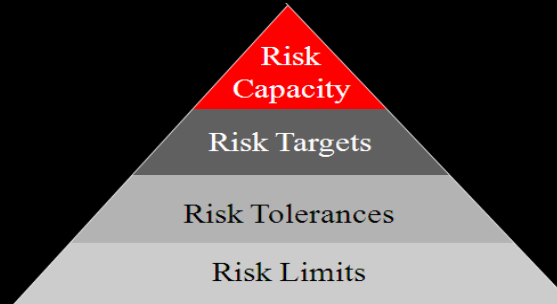 Risk
Capacity
Risk Targets
Risk Tolerances
Risk Limits